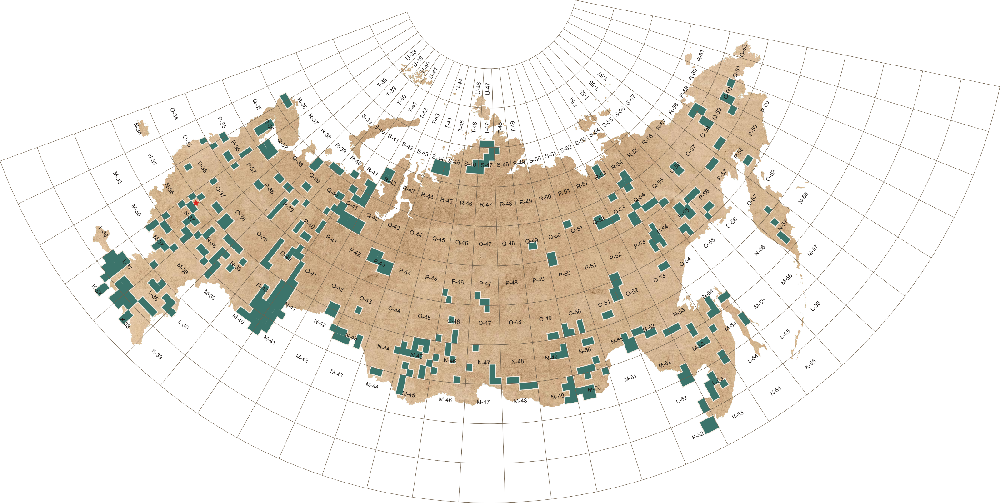 U-38
U-39
U-40
U-41
U-44
U-46
U-47
T-38
T-39
T-40
T-41
T-42
T-43
T-44
T-45
T-46
T-47
T-48
T-49
T-54
T-55
T-56
T-57
S-39
S-40
S-41
S-42
S-43
S-44
S-45
S-46
S-47
S-48
S-49
S-50
S-51
S-52
S-53
S-54
S-55
S-56
S-57
R-36
R-37
R-38
R-39
R-40
R-41
R-42
R-43
R-44
R-45
R-46
R-47
R-48
R-49
R-50
R-51
R-52
R-53
R-54
R-55
R-56
R-57
R-58
R-59
R-60
R-61
Q-35
Q-36
Q-37
Q-38
Q-39
Q-40
Q-41
Q-42
Q-43
Q-44
Q-45
Q-46
Q-47
Q-48
Q-49
Q-50
Q-51
Q-52
Q-53
Q-54
Q-55
Q-56
Q-57
Q-58
Q-59
Q-60
Q-61
Q-62
P-35
P-36
P-37
P-38
P-39
P-40
P-41
P-42
P-43
P-44
P-45
P-46
P-47
P-48
P-49
P-50
P-51
P-52
P-53
P-54
P-55
P-56
P-57
P-58
P-59
P-60
O-34
O-35
O-36
O-37
O-38
O-39
O-40
O-41
O-42
O-43
O-44
O-45
O-46
O-47
O-48
O-49
O-50
O-51
O-52
O-53
O-54
O-55
O-56
O-57
O-58
N-34
N-35
N-36
N-37
N-38
N-39
N-40
N-41
N-42
N-43
N-44
N-45
N-46
N-47
N-48
N-49
N-50
N-51
N-52
N-53
N-54
N-56
N-57
N-58
M-35
M-36
M-37
M-38
M-39
M-40
M-41
M-42
M-43
M-44
M-45
M-46
M-47
M-48
M-49
M-50
M-51
M-52
M-53
M-54
M-55
M-56
M-57
L-36
L-37
L-38
L-39
L-52
L-53
L-54
L-55
L-56
K-37
K-38
K-39
K-52
K-53
K-54
K-55